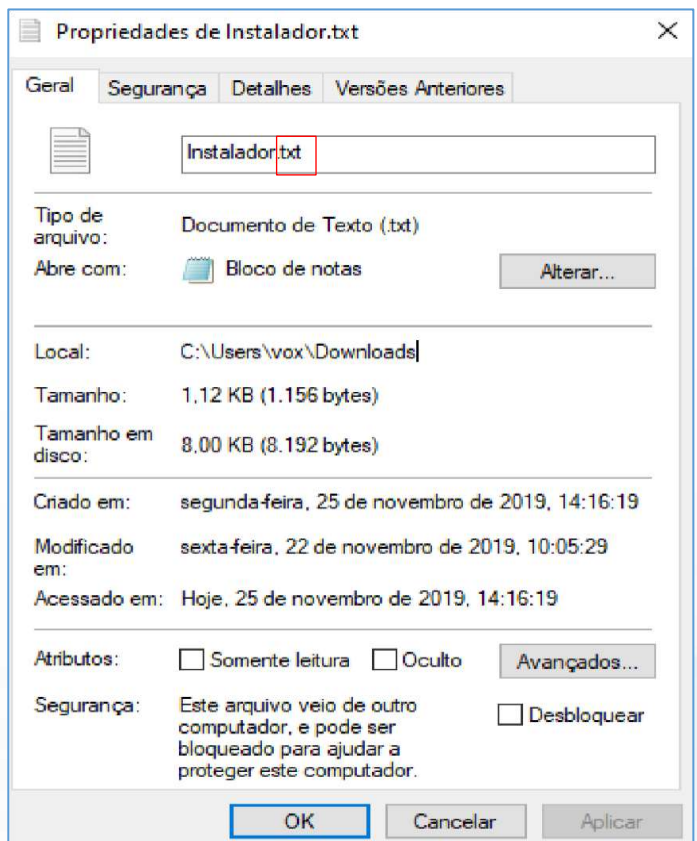 Propriedades de Instalador.txt
Geral Segurança Detalhes Versões Anteriores
Instalador.txt
Tipo de
arquivo:
Documento de Texto (.txt)
Abre com: Bloco de notas Alterar...
Local: C:\Users\vox\Downloads
Tamanho: 1,12 KB (1.156 bytes)
Tamanho em
disco:
8,00 KB (8.192 bytes)
Criado em: segunda-feira, 25 de novembro de 2019, 14:16:19
Modificado
em:
sexta-feira, 22 de novembro de 2019, 10:05:29
Acessado em: Hoje, 25 de novembro de 2019, 14:16:19
Atributos: Somente leitura Oculto Avançados...
Segurança: Este arquivo veio de outro
computador, e pode ser
bloqueado para ajudar a
proteger este computador.
Desbloquear
OK Cancelar Aplicar